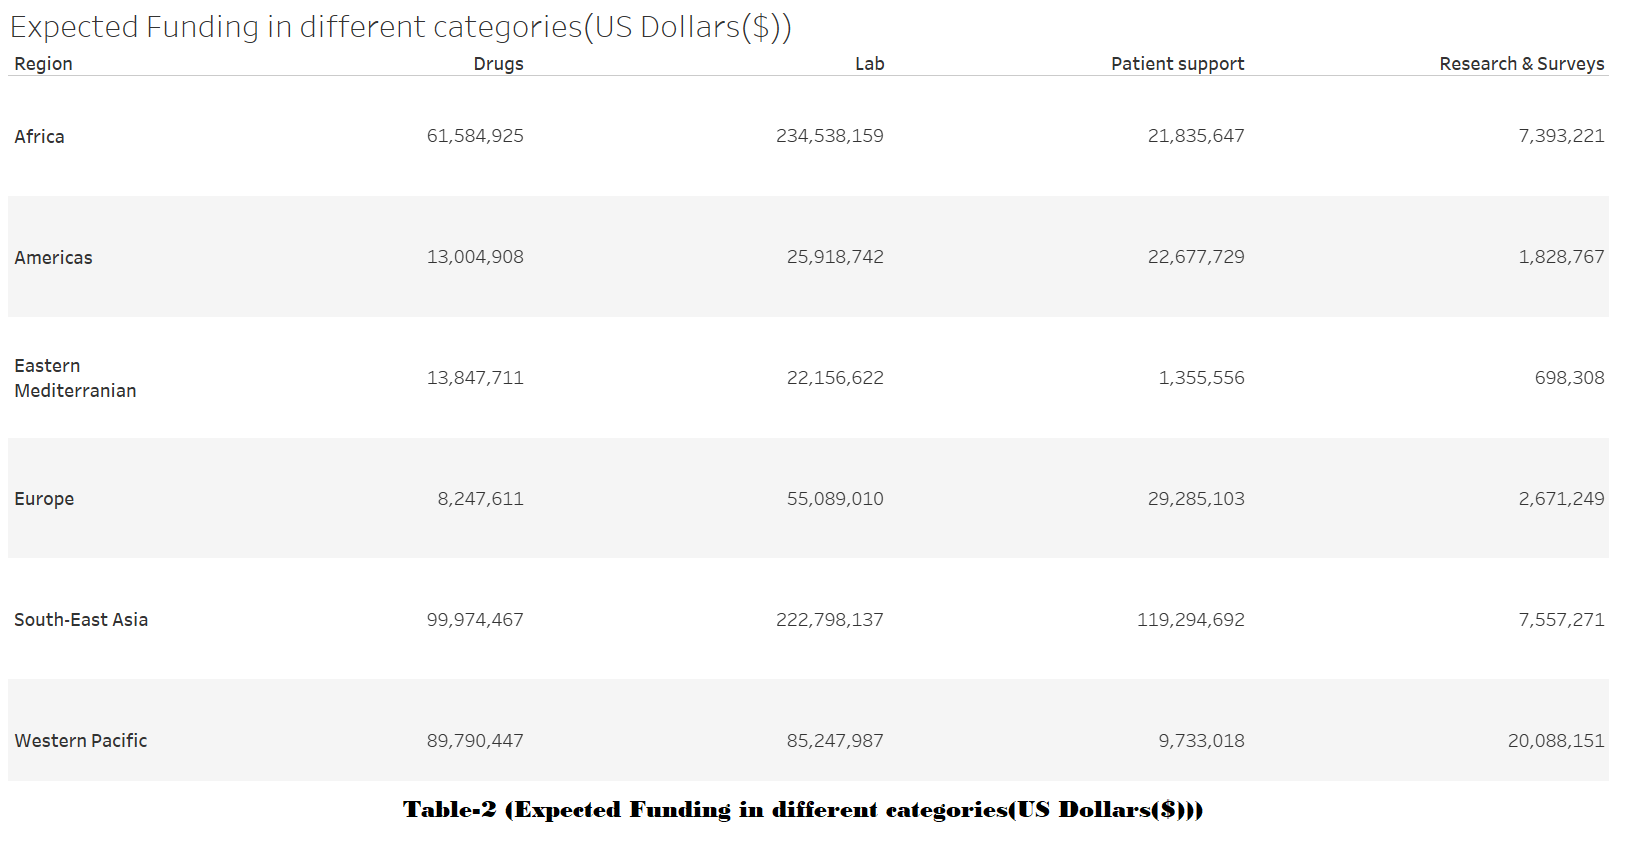 Expected Funding in different categories(US Dollars($))
Region Drugs Lab Patient support Research & Surveys
Africa 61,584,925 234,538,159 21,835,647 7,393,221
Americas 13,004,908 25,918,742 22,677,729 1,828,767
Eastern
Mediterranian 13,847,711 22,156,622 1,355,556 698,308
Europe 8,247,611 55,089,010 29,285,103 2,671,249
South-East Asia 99,974,467 222,798,137 119,294,692 7,557,271
Western Pacific 89,790,447 85,247,987 9,733,018 20,088,151
Table-2 (Expected Funding in different categories(US Dollars($)))